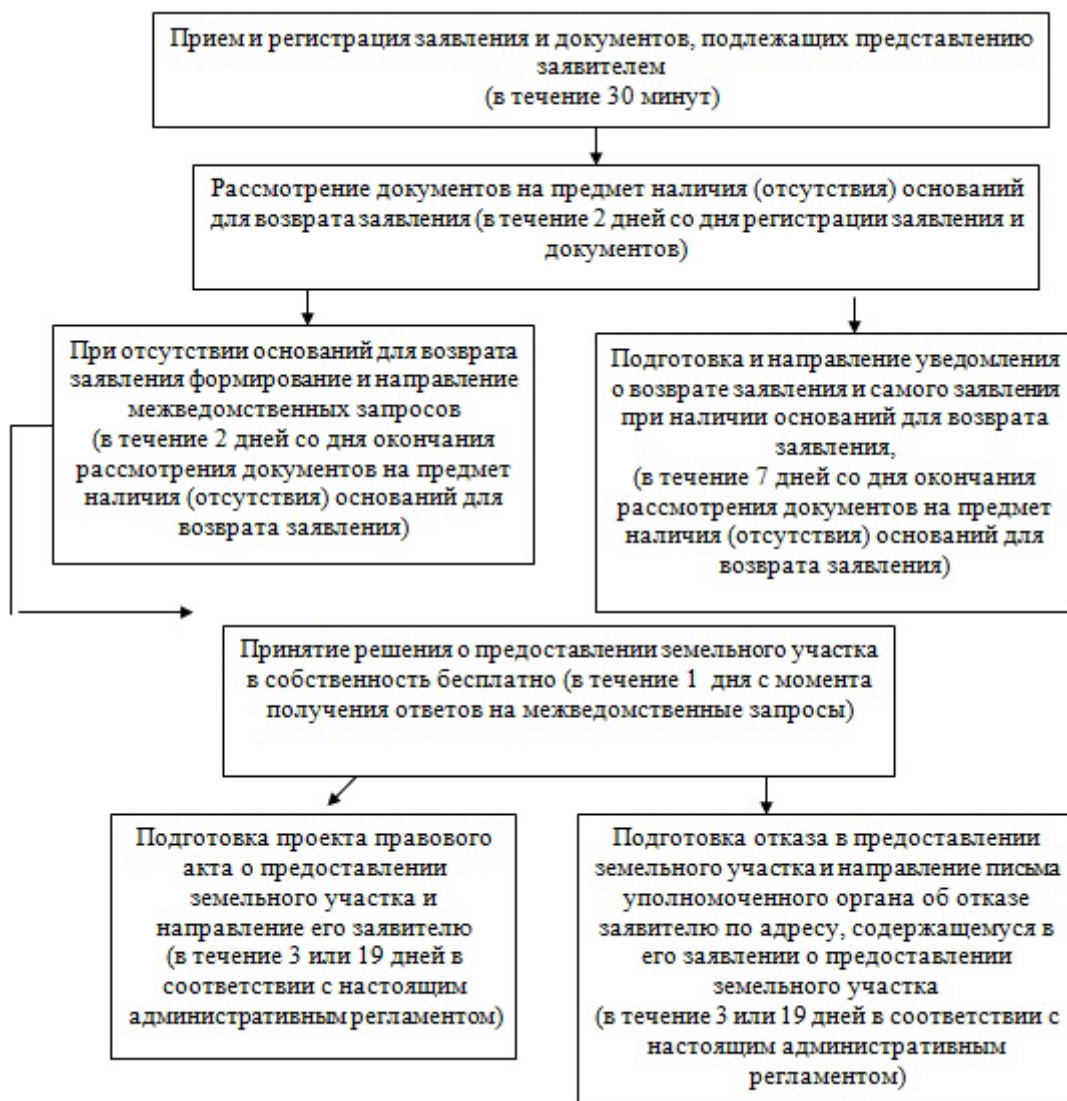 Прием и регистрация заявления и документов, подлежащих представлению
заявителем
(в течение 30 минут)
Рассмотрение документов на предмет наличия (отсутствия) оснований
для возврата заявления (в течение 2 дней со дня регистрации заявления и
документов)
При отсутствии оснований для возврата
заявления формирование и направление
межведомственных запросов
(в течение 2 дней со дня окончания
рассмотрения документов на предмет
наличия (отсутствия) оснований для
возврата заявления)
Подготовка и направление уведомления
о возврате заявления и самого заявления
при наличии оснований для возврата
заявления,
(в течение 7 дней со дня окончания
рассмотрения документов на предмет
наличия (отсутствия) оснований для
возврата заявления)
Принятие решения о предоставлении земельного участка
в собственность бесплатно (в течение 1 дня с момента
получения ответов на межведомственные запросы)
Подготовка проекта правового
акта о предоставлении
земельного участка и
направление его заявителю
(в течение 3 или 19 дней в
соответствии с настоящим
административным регламентом)
Подготовка отказа в предоставлении
земельного участка и направление письма
уполномоченного органа об отказе
заявителю по адресу, содержащемуся в
его заявлении о предоставлении
земельного участка
(в течение 3 или 19 дней в соответствии с
настоящим административным
регламентом)